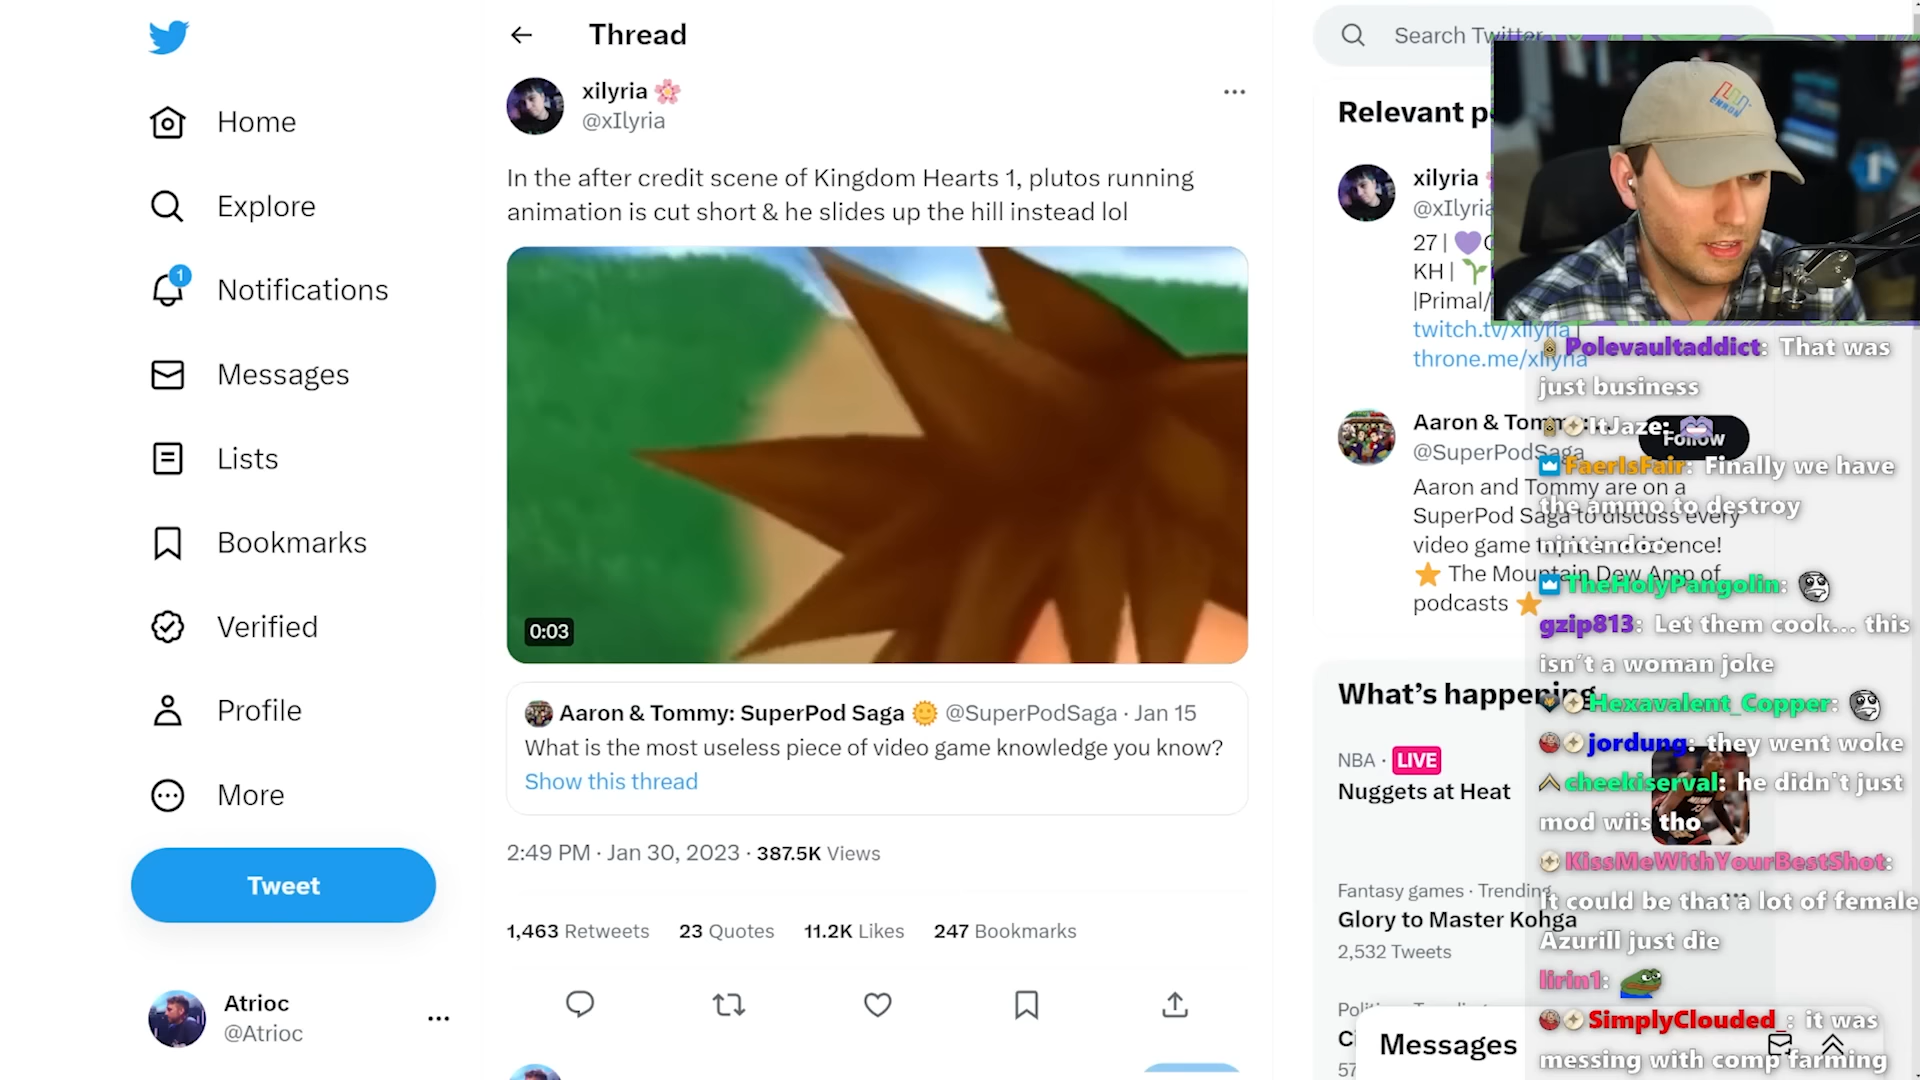 Home
Explore
1
Notifications
Messages
Lists
Bookmarks
Verified
Profile
More
Tweet
Atrioc
@Atrioc
Thread
xilyria
@xIlyria
In the after credit scene of Kingdom Hearts 1, plutos running
animation is cut short & he slides up the hill instead lol
0:03
Aaron & Tommy: SuperPod Saga @SuperPodSaga · Jan 15
What is the most useless piece of video game knowledge you know?
Show this thread
2:49 PM · Jan 30, 2023 · 387.5K Views
1,463 Retweets 23 Quotes 11.2K Likes 247 Bookmarks
Search Twitter
Relevant
ENRON
xilyria
@xIlyria
27 |
KH |
|Primal/
twitch.tv/xilyria |
throne.me/xilyria
Aaron & Tommy:
@SuperPodSaga
Follow
Aaron and Tommy are on a
SuperPod Saga to discuss every
video game topic in existence!
The Mountain Dew Amp of
podcasts
What's happening
NBA · LIVE
Nuggets at Heat
Fantasy games · Trending
Glory to Master Kohga
2,532 Tweets
Messages
Polevaultaddict: That was
just business
ItJaze:
FaerIsFair: Finally we have
the ammo to destroy
nintendoo
TheHolyPangolin:
gzip813: Let them cook... this
isn't a woman joke
Hexavalent_Copper:
jordung: they went woke
cheekiserval: he didn't just
mod wiis tho
KissMeWithYourBestShot:
It could be that a lot of female
Azurill just die
lirin1:
SimplyClouded_: it was
messing with comp farming